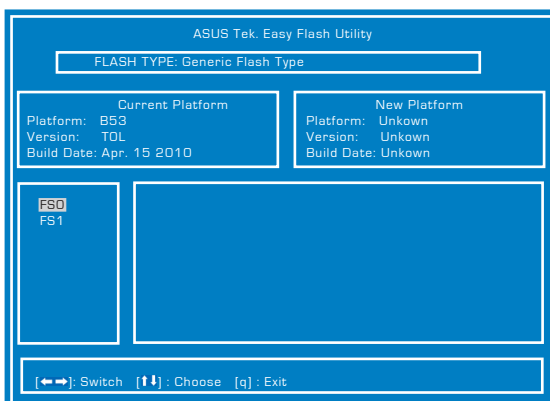 ASUS Tek. Easy Flash Utility
FLASH TYPE: Generic Flash Type
Current Platform
Platform: B53
Version: TOL
Build Date: Apr. 15 2010
New Platform
Platform: Unkown
Version: Unkown
Build Date: Unkown
FS0
FS1
[←→]: Switch [↑↓] : Choose [q] : Exit